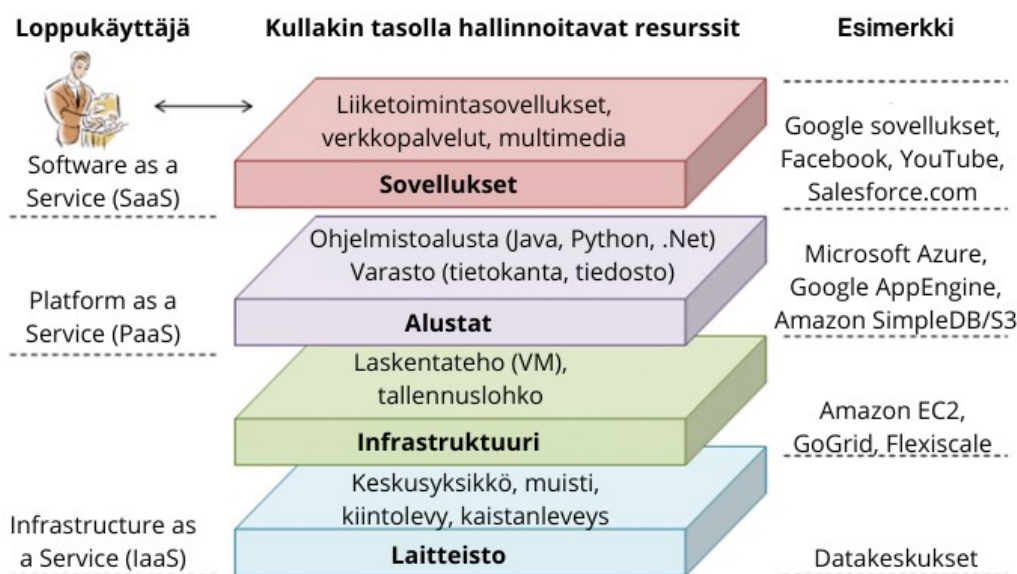 Loppukäyttäjä
Kullakin tasolla hallinnoitavat resurssit
Esimerkki
Liiketoimintasovellukset,
verkkopalvelut, multimedia
Sovellukset
Software as a
Service (SaaS)
Google sovellukset,
Facebook, YouTube,
Salesforce.com
Ohjelmistoalusta (Java, Python, .Net)
Varasto (tietokanta, tiedosto)
Alustat
Platform as a
Service (PaaS)
Microsoft Azure,
Google AppEngine,
Amazon SimpleDB/S3
Laskentateho (VM),
tallennuslohko
Infrastruktuuri
Amazon EC2,
GoGrid, Flexiscale
Keskusyksikkö, muisti,
kiintolevy, kaistanleveys
Laitteisto
Infrastructure as
a Service (IaaS)
Datakeskukset